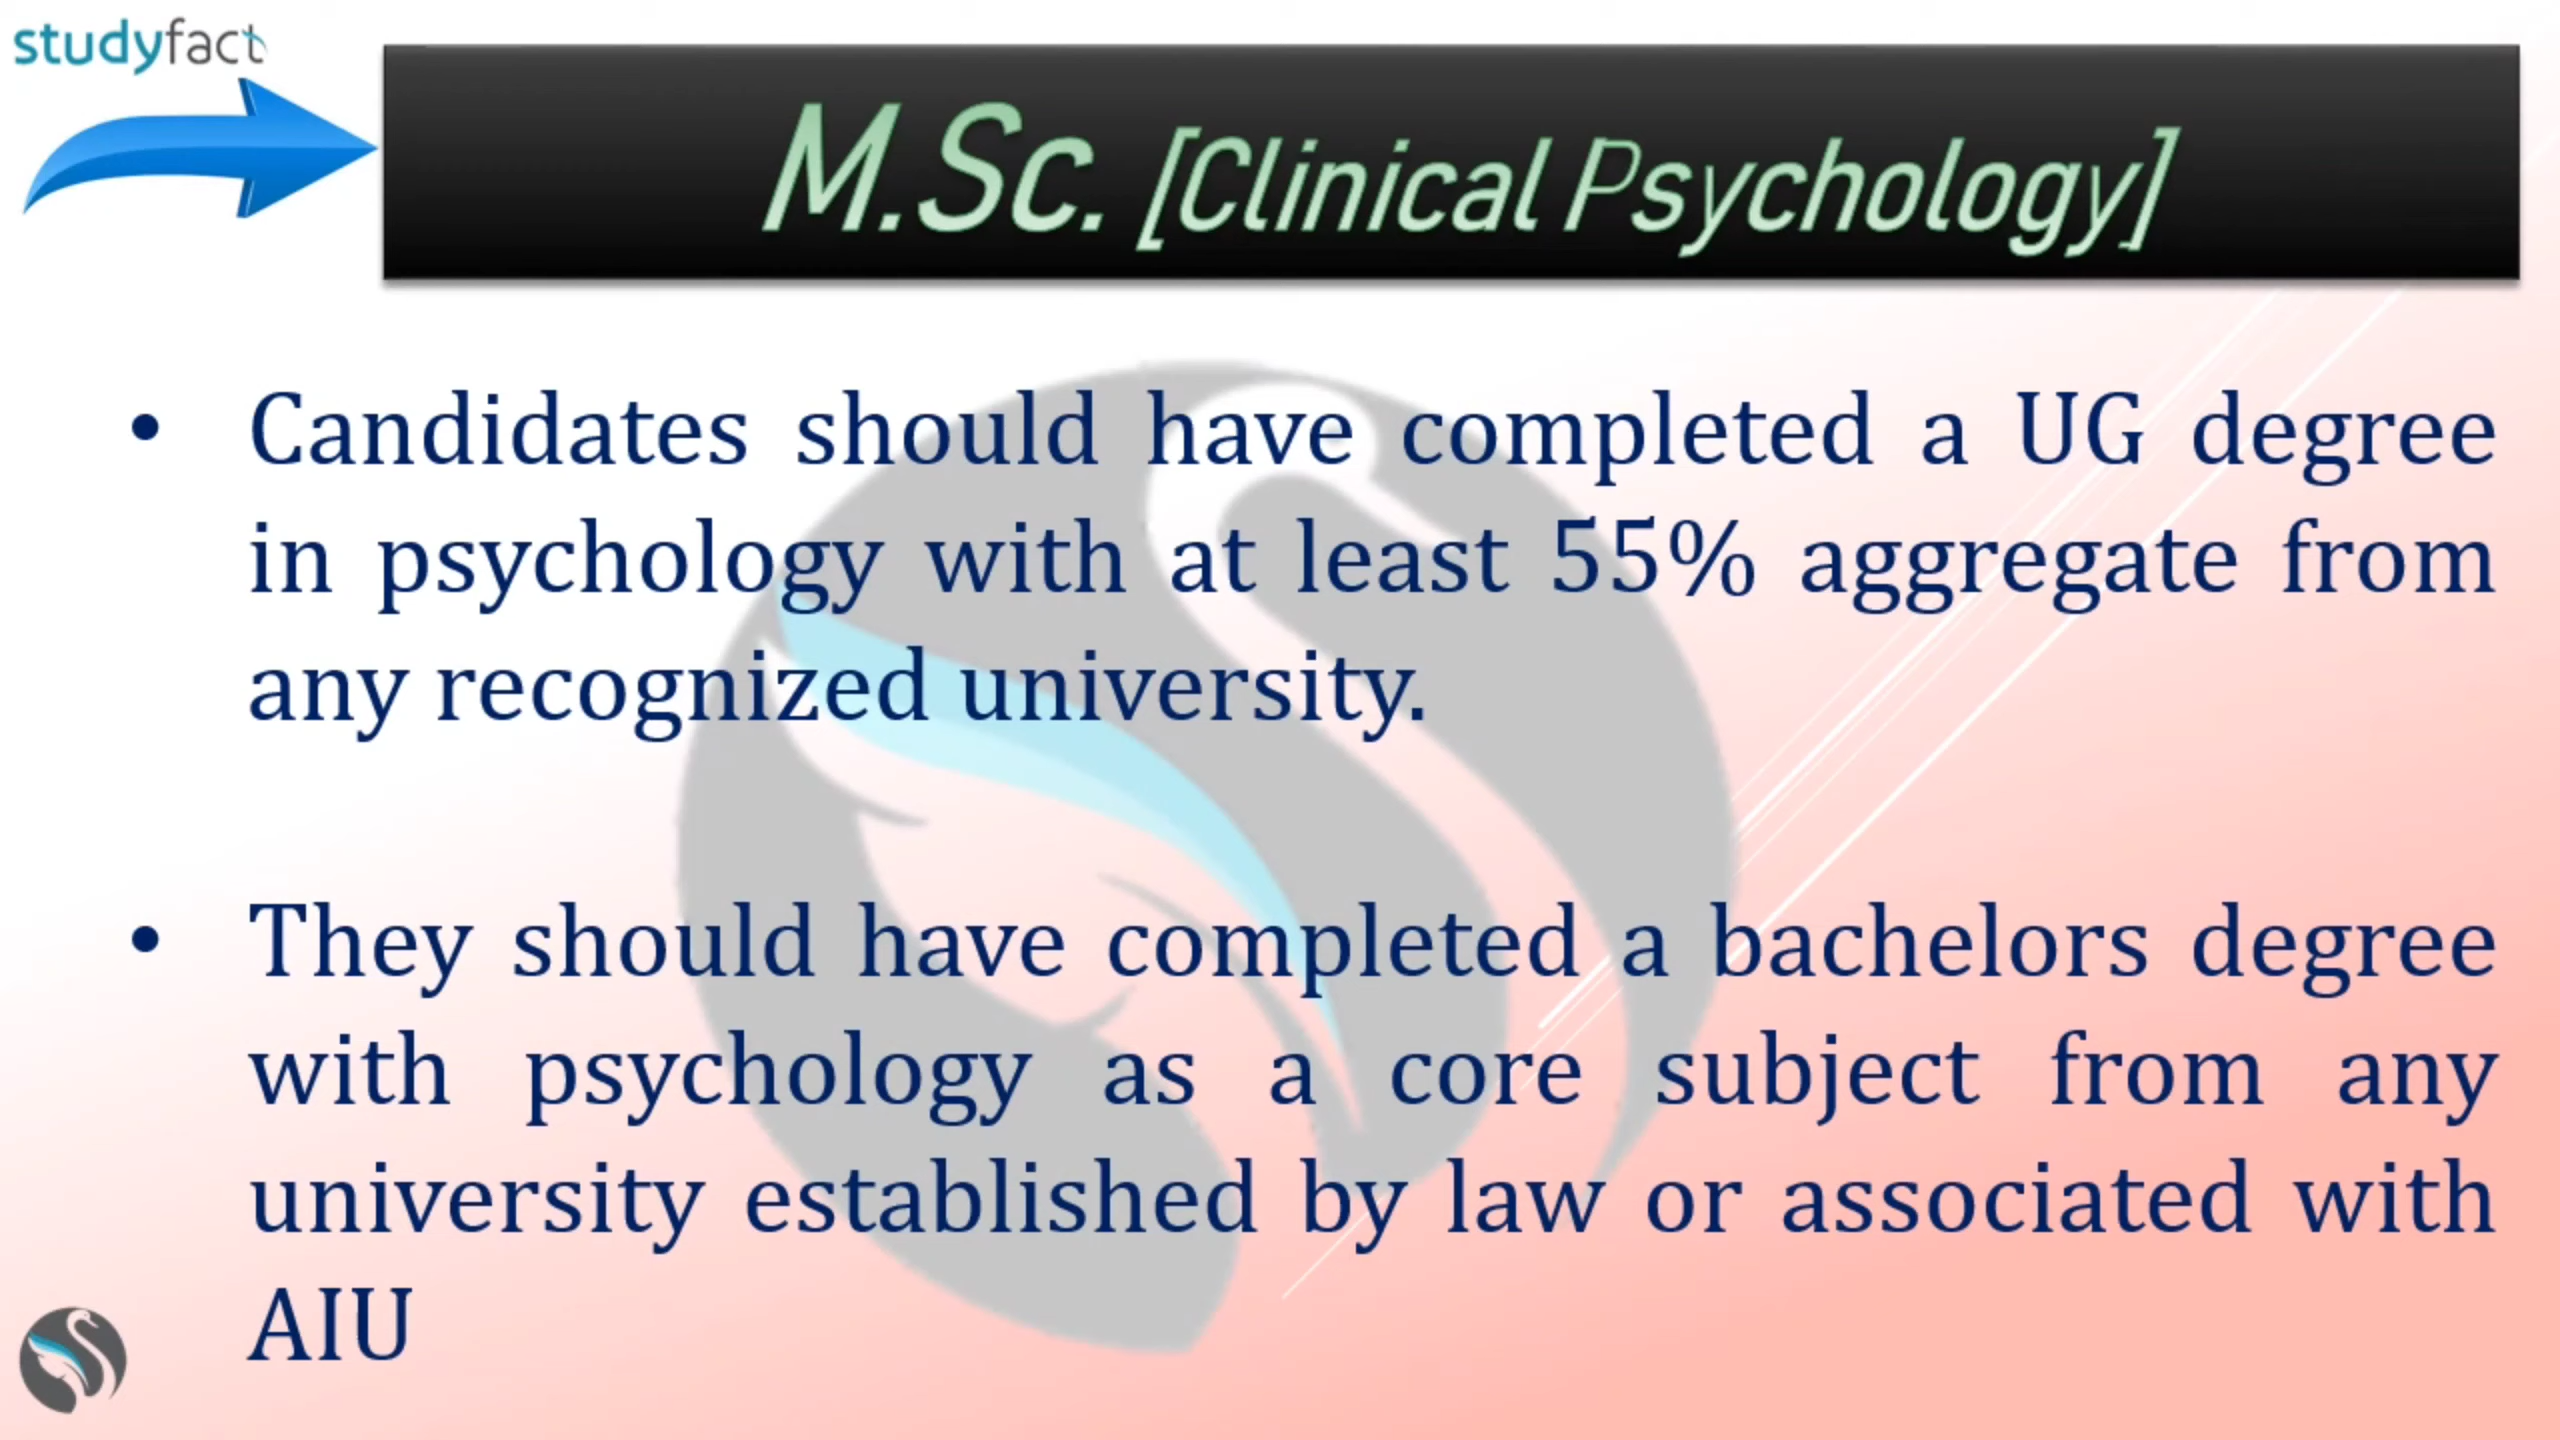 studyfact
M.Sc. [Clinical Psychology]
• Candidates should have completed a UG degree
in psychology with at least 55% aggregate from
any recognized university.
• They should have completed a bachelors degree
with psychology as a core subject from any
university established by law or associated with
AIU